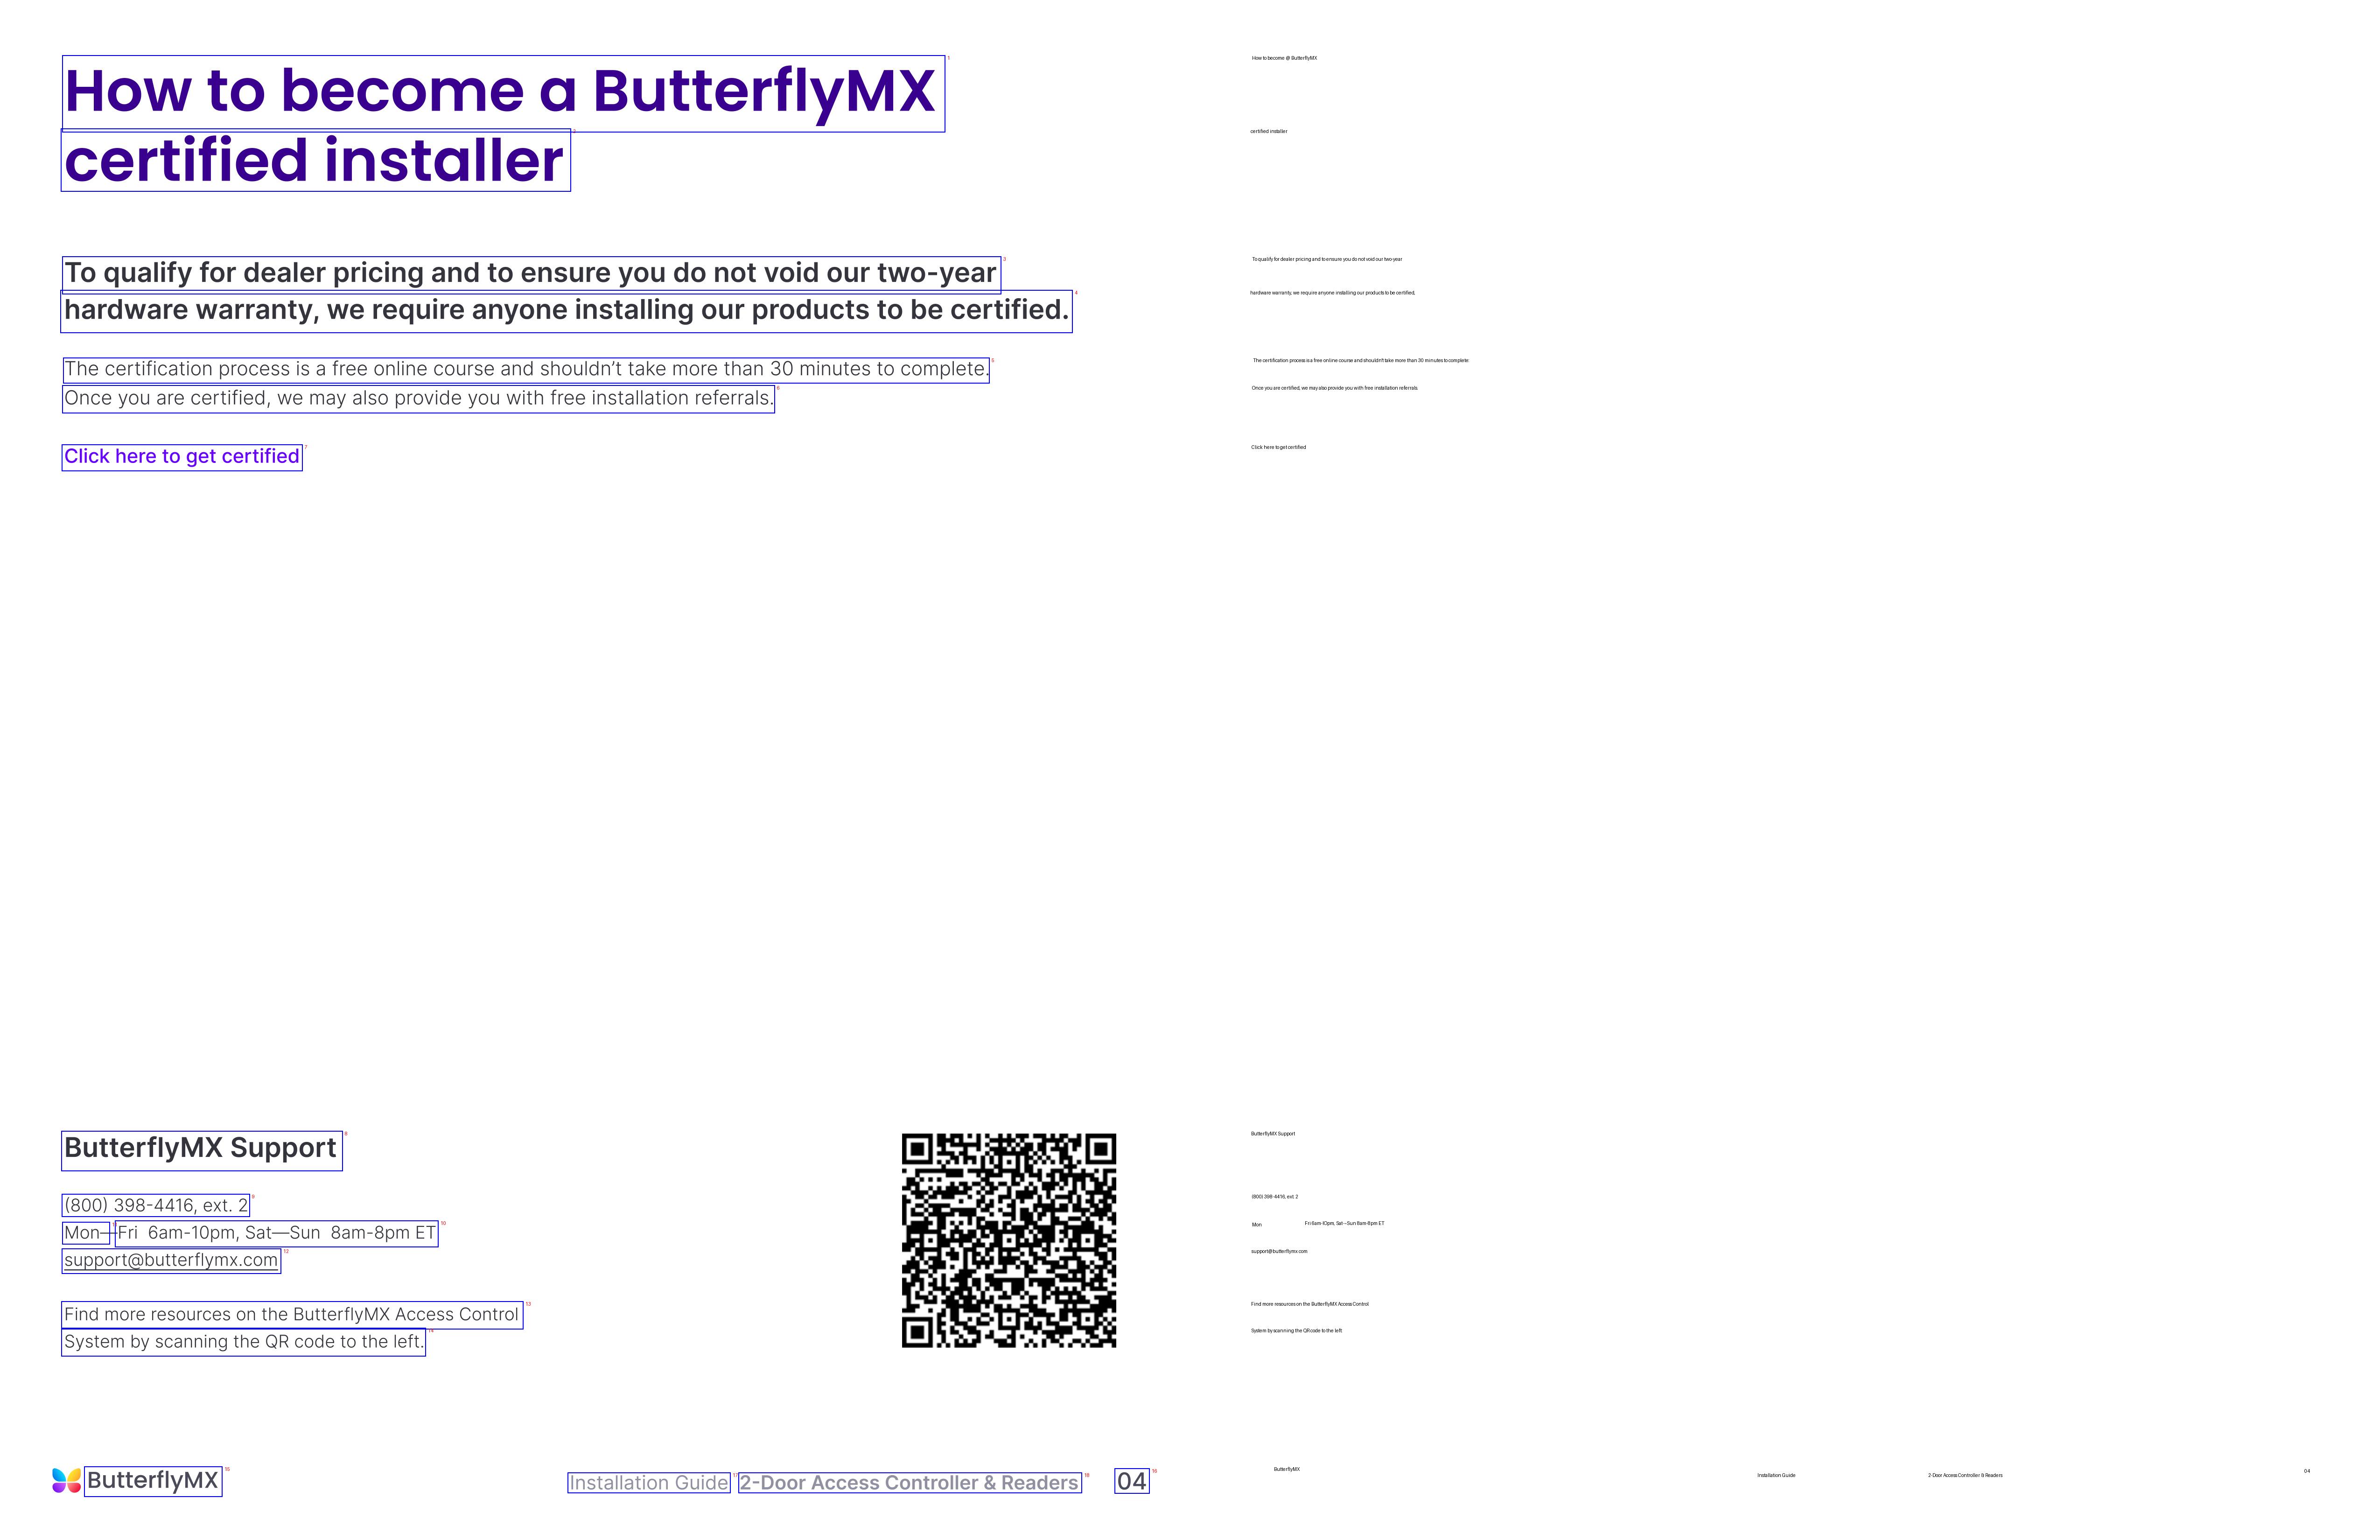 How to become a ButterflyMX
certified installer
To qualify for dealer pricing and to ensure you do not void our two-year
hardware warranty, we require anyone installing our products to be certified.
The certification process is a free online course and shouldn’t take more than 30 minutes to complete.
Once you are certified, we may also provide you with free installation referrals.
Click here to get certified
ButterflyMX Support
(800) 398-4416, ext. 2
Mon—Fri 6am-10pm, Sat—Sun 8am-8pm ET
support@butterflymx.com
Find more resources on the ButterflyMX Access Control
System by scanning the QR code to the left.
ButterflyMX
Installation Guide 2-Door Access Controller & Readers 04
How to become @ ButterflyMX
certified installer
To qualify for dealer pricing and to ensure you do not void our two-year
hardware warranty, we require anyone installing our products to be certified,
The certification process is a free online course and shouldn't take more than 30 minutes to complete
Once you are certified, we may also provide you with free installation referrals.
Click here to get certified
ButterflyMX Support
(800) 398-4416, ext. 2
Mon Fri 6am-10pm, Sat—Sun 8am-8pm ET
support@butterflymx.com
Find more resources on the ButterflyMX Access Control
System by scanning the QR code to the left
ButterflyMX
Installation Guide 2-Door Access Controller & Readers 04